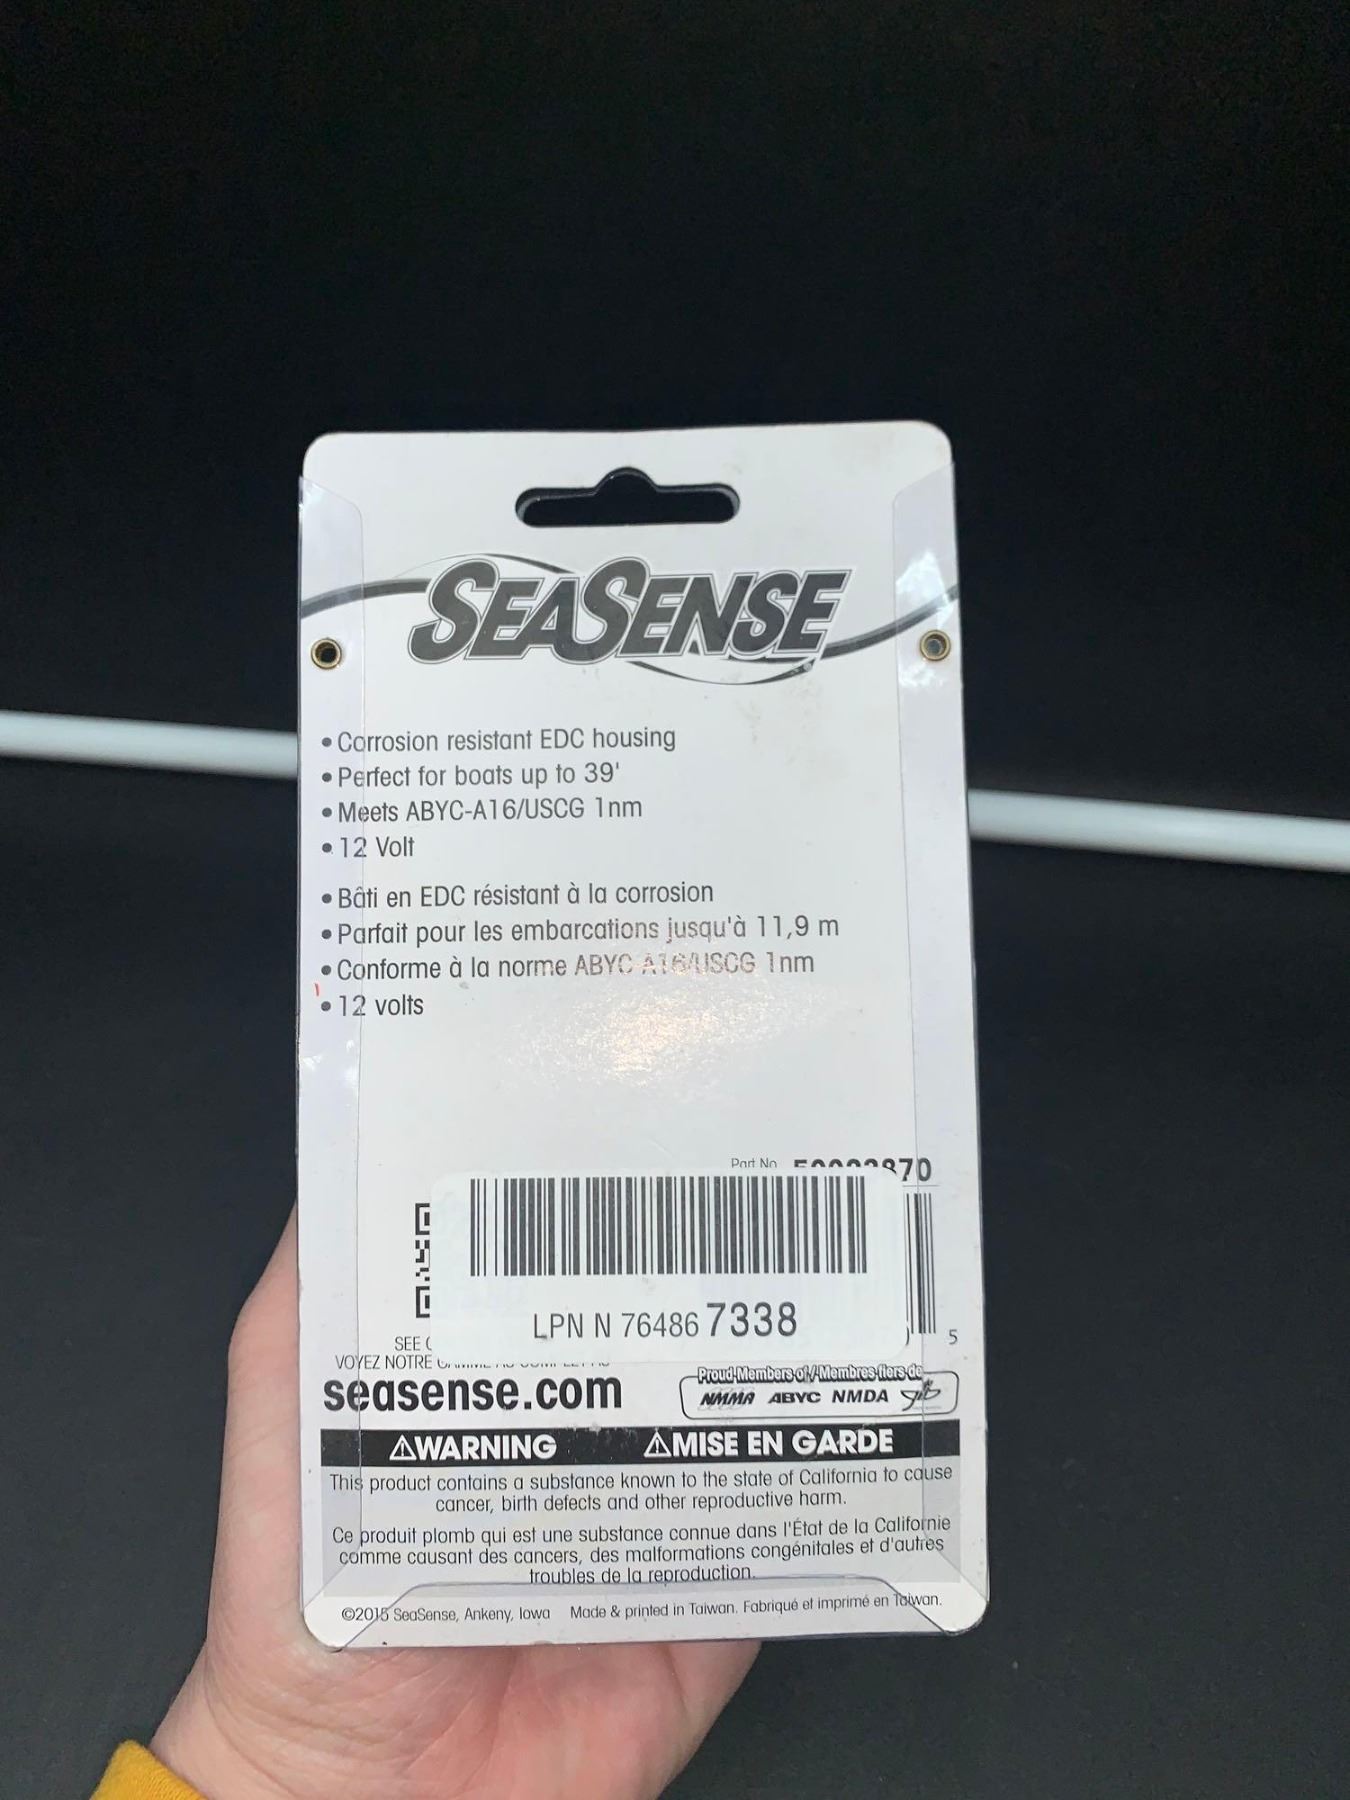 SEASENSE
• Corrosion resistant EDC housing
• Perfect for boats up to 39'
• Meets ABYC-A16/USCG 1nm
• 12 Volt
• Bâti en EDC résistant à la corrosion
• Parfait pour les embarcations jusqu'à 11,9 m
• Conforme à la norme ABYC-A16/USCG 1nm
• 12 volts
Part No.
LPN N 76486 7338
5
SEE
VOYEZ NOTRE
seasense.com
Proud Members of / Membres fiers de
NMMA ABYC NMDA
⚠WARNING ⚠MISE EN GARDE
This product contains a substance known to the state of California to cause
cancer, birth defects and other reproductive harm.
Ce produit plomb qui est une substance connue dans l'État de la Californie
comme causant des cancers, des malformations congénitales et d'autres
troubles de la reproduction.
©2015 SeaSense, Ankeny, Iowa Made & printed in Taiwan. Fabriqué et imprimé en Taiwan.